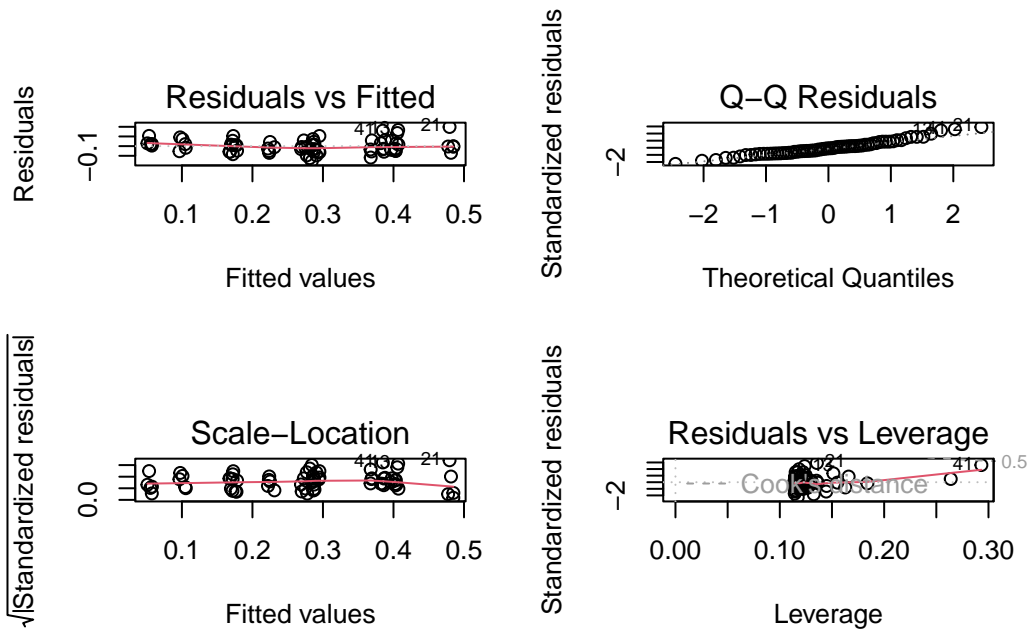 Residuals vs Fitted
Residuals
−0.1
41
13
21
0.1 0.2 0.3 0.4 0.5
Fitted values
Q−Q Residuals
Standardized residuals
−2
21
−2 −1 0 1 2
Theoretical Quantiles
Scale−Location
√|Standardized residuals|
0.0
41
13
21
0.1 0.2 0.3 0.4 0.5
Fitted values
Residuals vs Leverage
Standardized residuals
−2
21
41
0.5
Cook's distance
0.00 0.10 0.20 0.30
Leverage